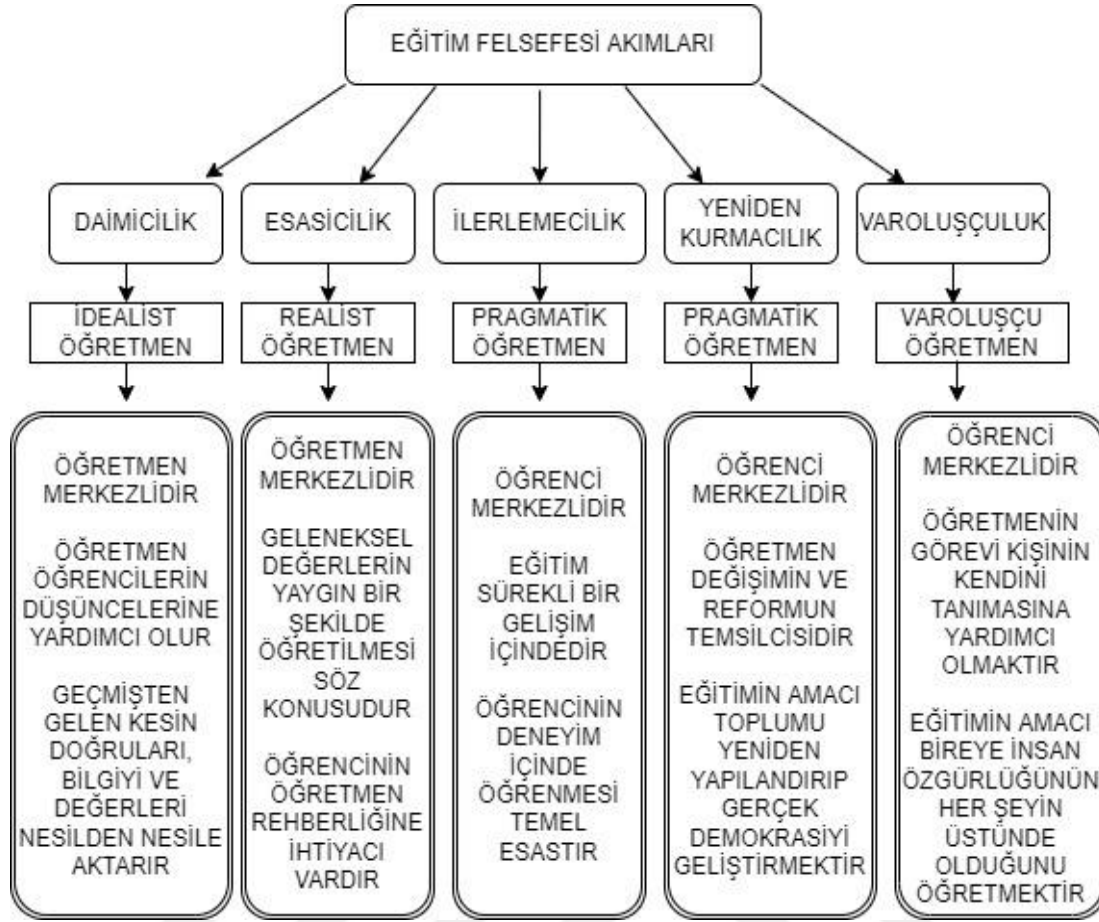 EĞİTİM FELSEFESİ AKIMLARI
DAİMİCİLİK
ESASİCİLİK
İLERLEMECİLİK
YENİDEN
KURMACILIK
VAROLUŞÇULUK
İDEALİST
ÖĞRETMEN
REALİST
ÖĞRETMEN
PRAGMATİK
ÖĞRETMEN
PRAGMATİK
ÖĞRETMEN
VAROLUŞÇU
ÖĞRETMEN
ÖĞRETMEN
MERKEZLİDİR
ÖĞRETMEN
ÖĞRENCİLERİN
DÜŞÜNCELERİNE
YARDIMCI OLUR
GEÇMİŞTEN
GELEN KESİN
DOĞRULARI,
BİLGİYİ VE
DEĞERLERİ
NESİLDEN NESİLE
AKTARIR
ÖĞRETMEN
MERKEZLİDİR
GELENEKSEL
DEĞERLERİN
YAYGIN BİR
ŞEKİLDE
ÖĞRETİLMESİ
SÖZ
KONUSUDUR
ÖĞRENCİNİN
ÖĞRETMEN
REHBERLİĞİNE
İHTİYACI
VARDIR
ÖĞRENCİ
MERKEZLİDİR
EĞİTİM
SÜREKLİ BİR
GELİŞİM
İÇİNDEDİR
ÖĞRENCİNİN
DENEYİM
İÇİNDE
ÖĞRENMESİ
TEMEL
ESASTIR
ÖĞRENCİ
MERKEZLİDİR
ÖĞRETMEN
DEĞİŞİMİN VE
REFORMUN
TEMSİLCİSİDİR
EĞİTİMİN AMACI
TOPLUMU
YENİDEN
YAPILANDIRIP
GERÇEK
DEMOKRASİYİ
GELİŞTİRMEKTİR
ÖĞRENCİ
MERKEZLİDİR
ÖĞRETMENİN
GÖREVİ KİŞİNİN
KENDİNİ
TANIMASINA
YARDIMCI
OLMAKTIR
EĞİTİMİN AMACI
BİREYE İNSAN
ÖZGÜRLÜĞÜNÜN
HER ŞEYİN
ÜSTÜNDE
OLDUĞUNU
ÖĞRETMEKTİR